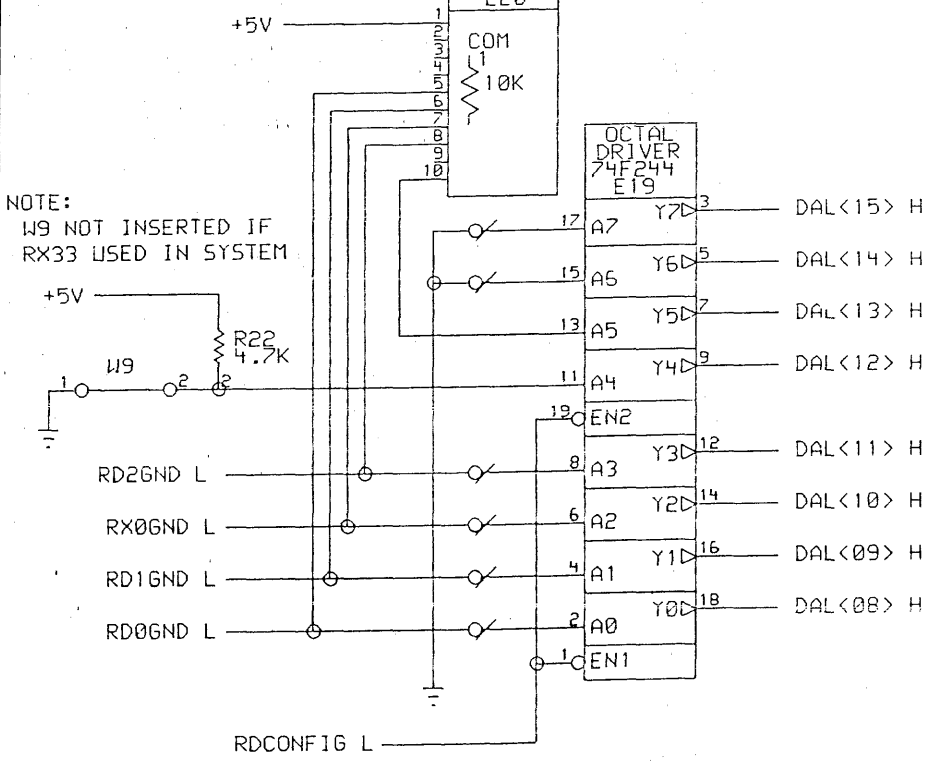 +5V
1
2
3
4
5
6
7
8
9
10
COM
1
10K
OCTAL
DRIVER
74F244
E19
NOTE:
W9 NOT INSERTED IF
RX33 USED IN SYSTEM
+5V
R22
4.7K
1 W9 2 2
17 A7 Y7 3 DAL<15> H
15 A6 Y6 5 DAL<14> H
13 A5 Y5 7 DAL<13> H
11 A4 Y4 9 DAL<12> H
19 EN2
RD2GND L 8 A3 Y3 12 DAL<11> H
RX0GND L 6 A2 Y2 14 DAL<10> H
RD1GND L 4 A1 Y1 16 DAL<09> H
RD0GND L 2 A0 Y0 18 DAL<08> H
1 EN1
RDCONFIG L